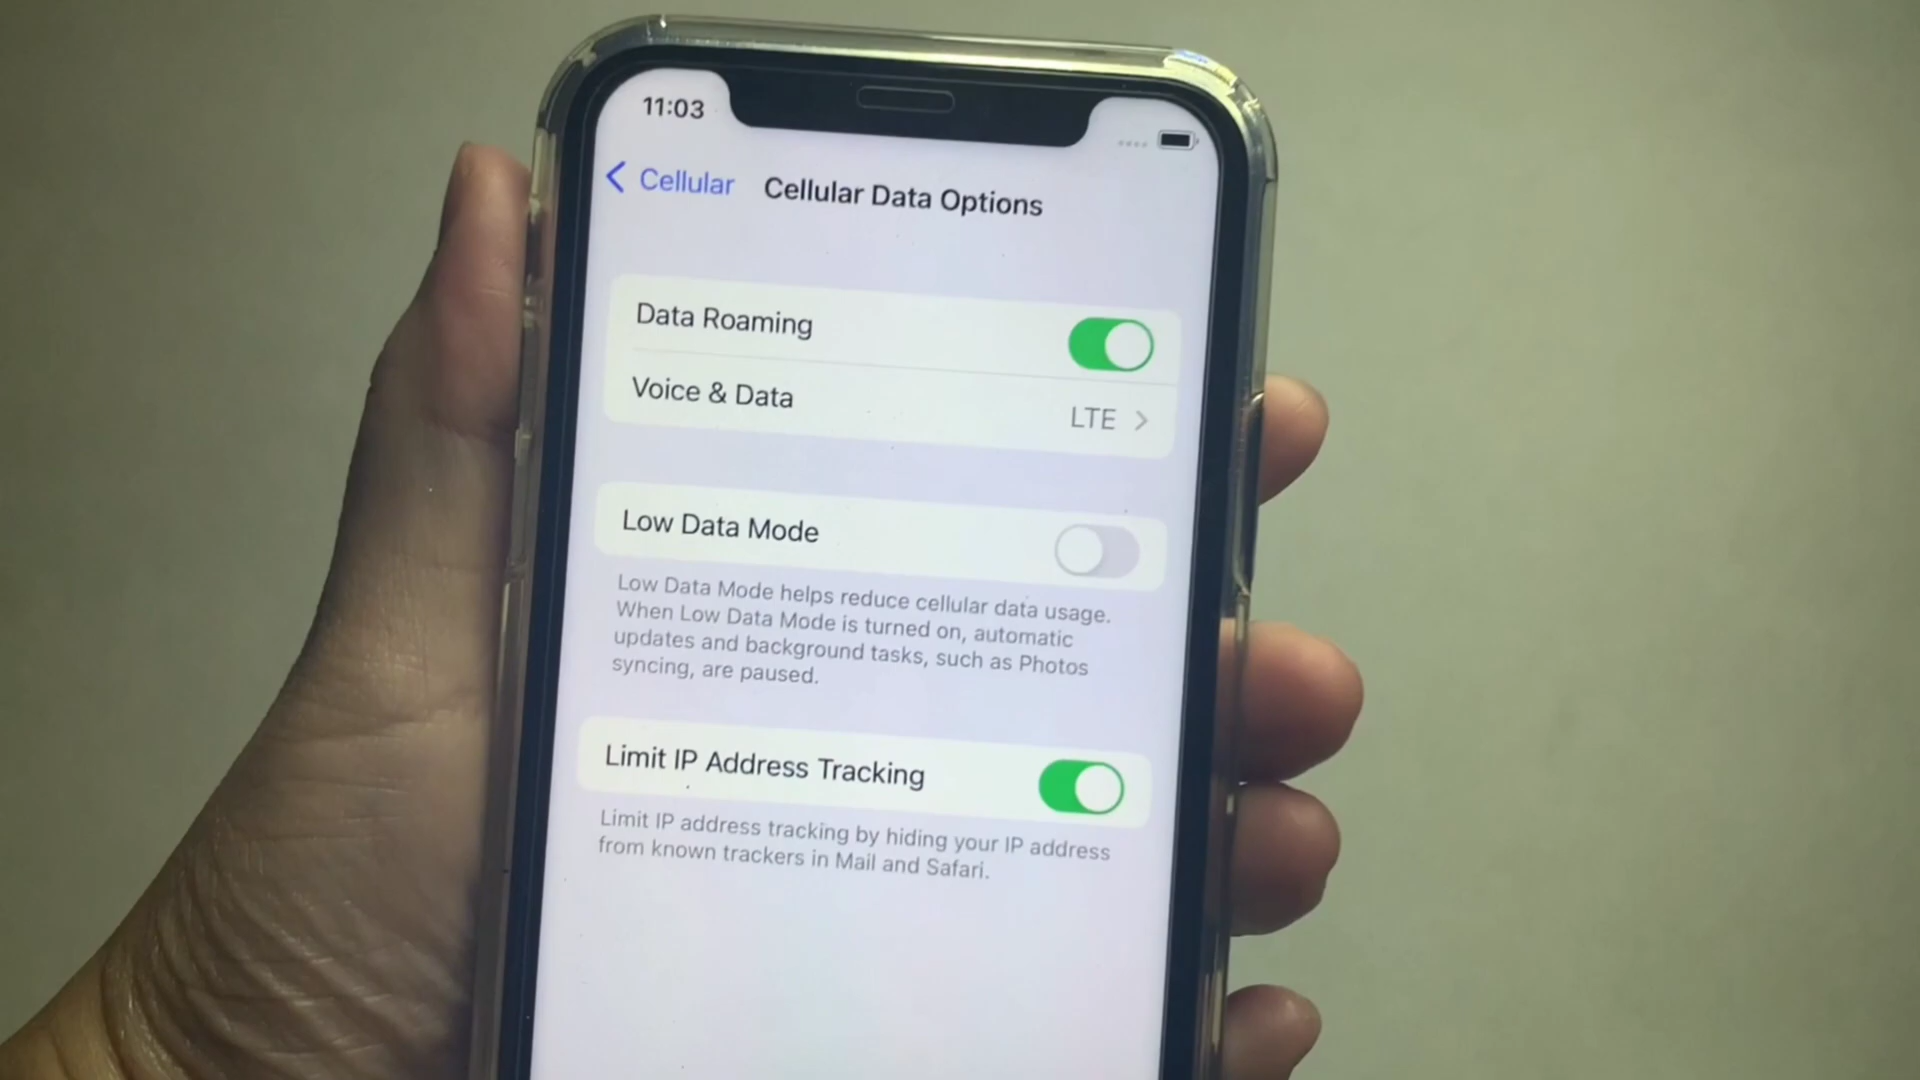 11:03
Cellular
Cellular Data Options
Data Roaming
Voice & Data
LTE
Low Data Mode
Low Data Mode helps reduce cellular data usage.
When Low Data Mode is turned on, automatic
updates and background tasks, such as Photos
syncing, are paused.
Limit IP Address Tracking
Limit IP address tracking by hiding your IP address
from known trackers in Mail and Safari.